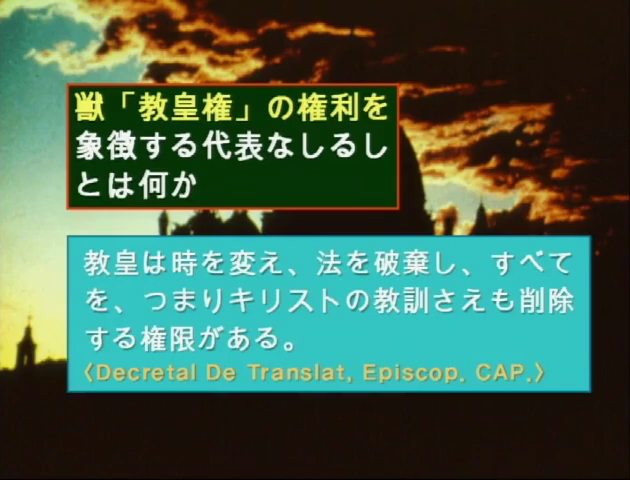 獣「教皇権」の権利を
象徴する代表なしるし
とは何か
教皇は時を変え、法を破棄し、すべて
を、つまりキリストの教訓さえも削除
する権限がある。
〈Decretal De Translat, Episcop. CAP.〉